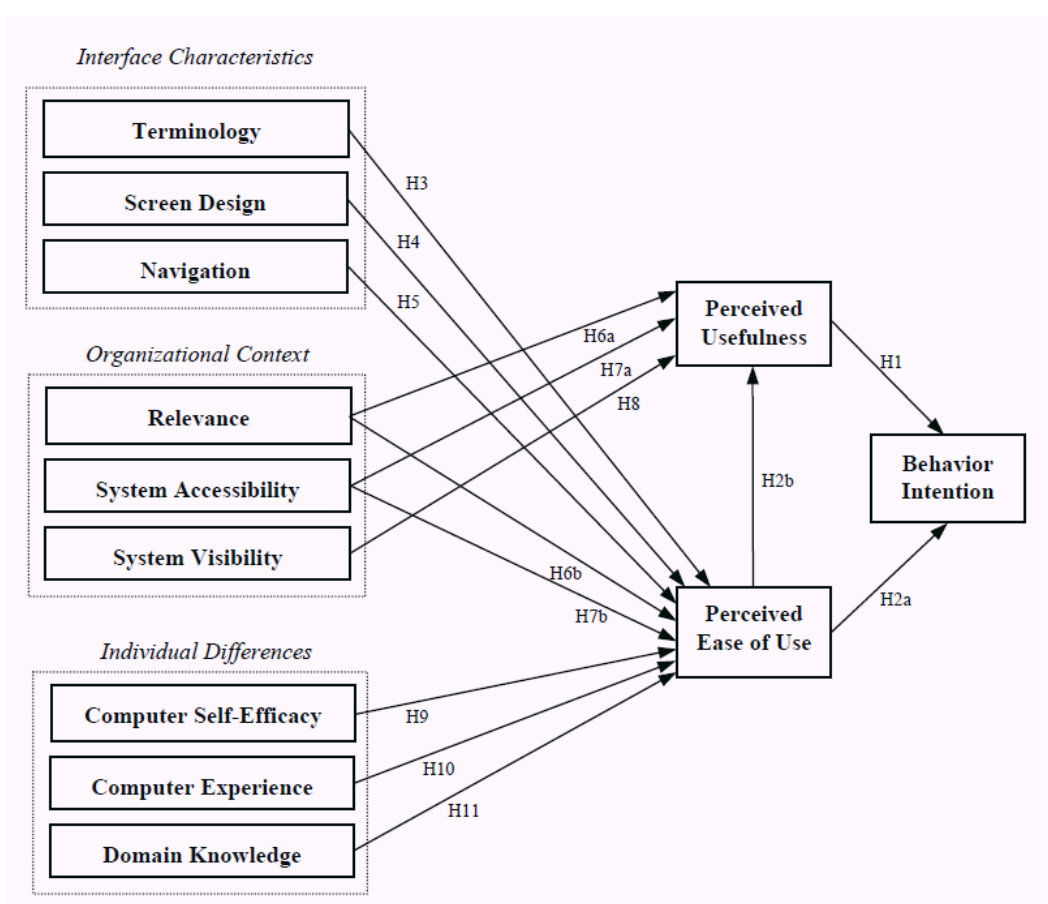 Interface Characteristics
Terminology
Screen Design
Navigation
H3
H4
H5
Organizational Context
Relevance
System Accessibility
System Visibility
H6a
H7a
H8
H6b
H7b
Perceived
Usefulness
H1
H2b
Behavior
Intention
Perceived
Ease of Use
H2a
Individual Differences
Computer Self-Efficacy
Computer Experience
Domain Knowledge
H9
H10
H11